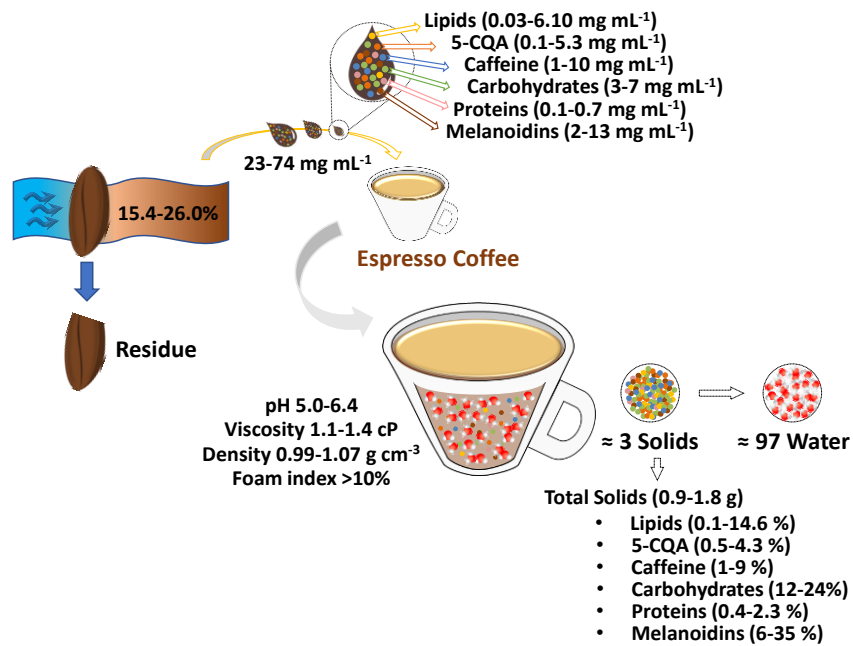 Lipids (0.03-6.10 mg mL⁻¹)
5-CQA (0.1-5.3 mg mL⁻¹)
Caffeine (1-10 mg mL⁻¹)
Carbohydrates (3-7 mg mL⁻¹)
Proteins (0.1-0.7 mg mL⁻¹)
Melanoidins (2-13 mg mL⁻¹)
23-74 mg mL⁻¹
15.4-26.0%
Espresso Coffee
Residue
pH 5.0-6.4
Viscosity 1.1-1.4 cP
Density 0.99-1.07 g cm⁻³
Foam index >10%
≈ 3 Solids
≈ 97 Water
Total Solids (0.9-1.8 g)
• Lipids (0.1-14.6 %)
• 5-CQA (0.5-4.3 %)
• Caffeine (1-9 %)
• Carbohydrates (12-24%)
• Proteins (0.4-2.3 %)
• Melanoidins (6-35 %)